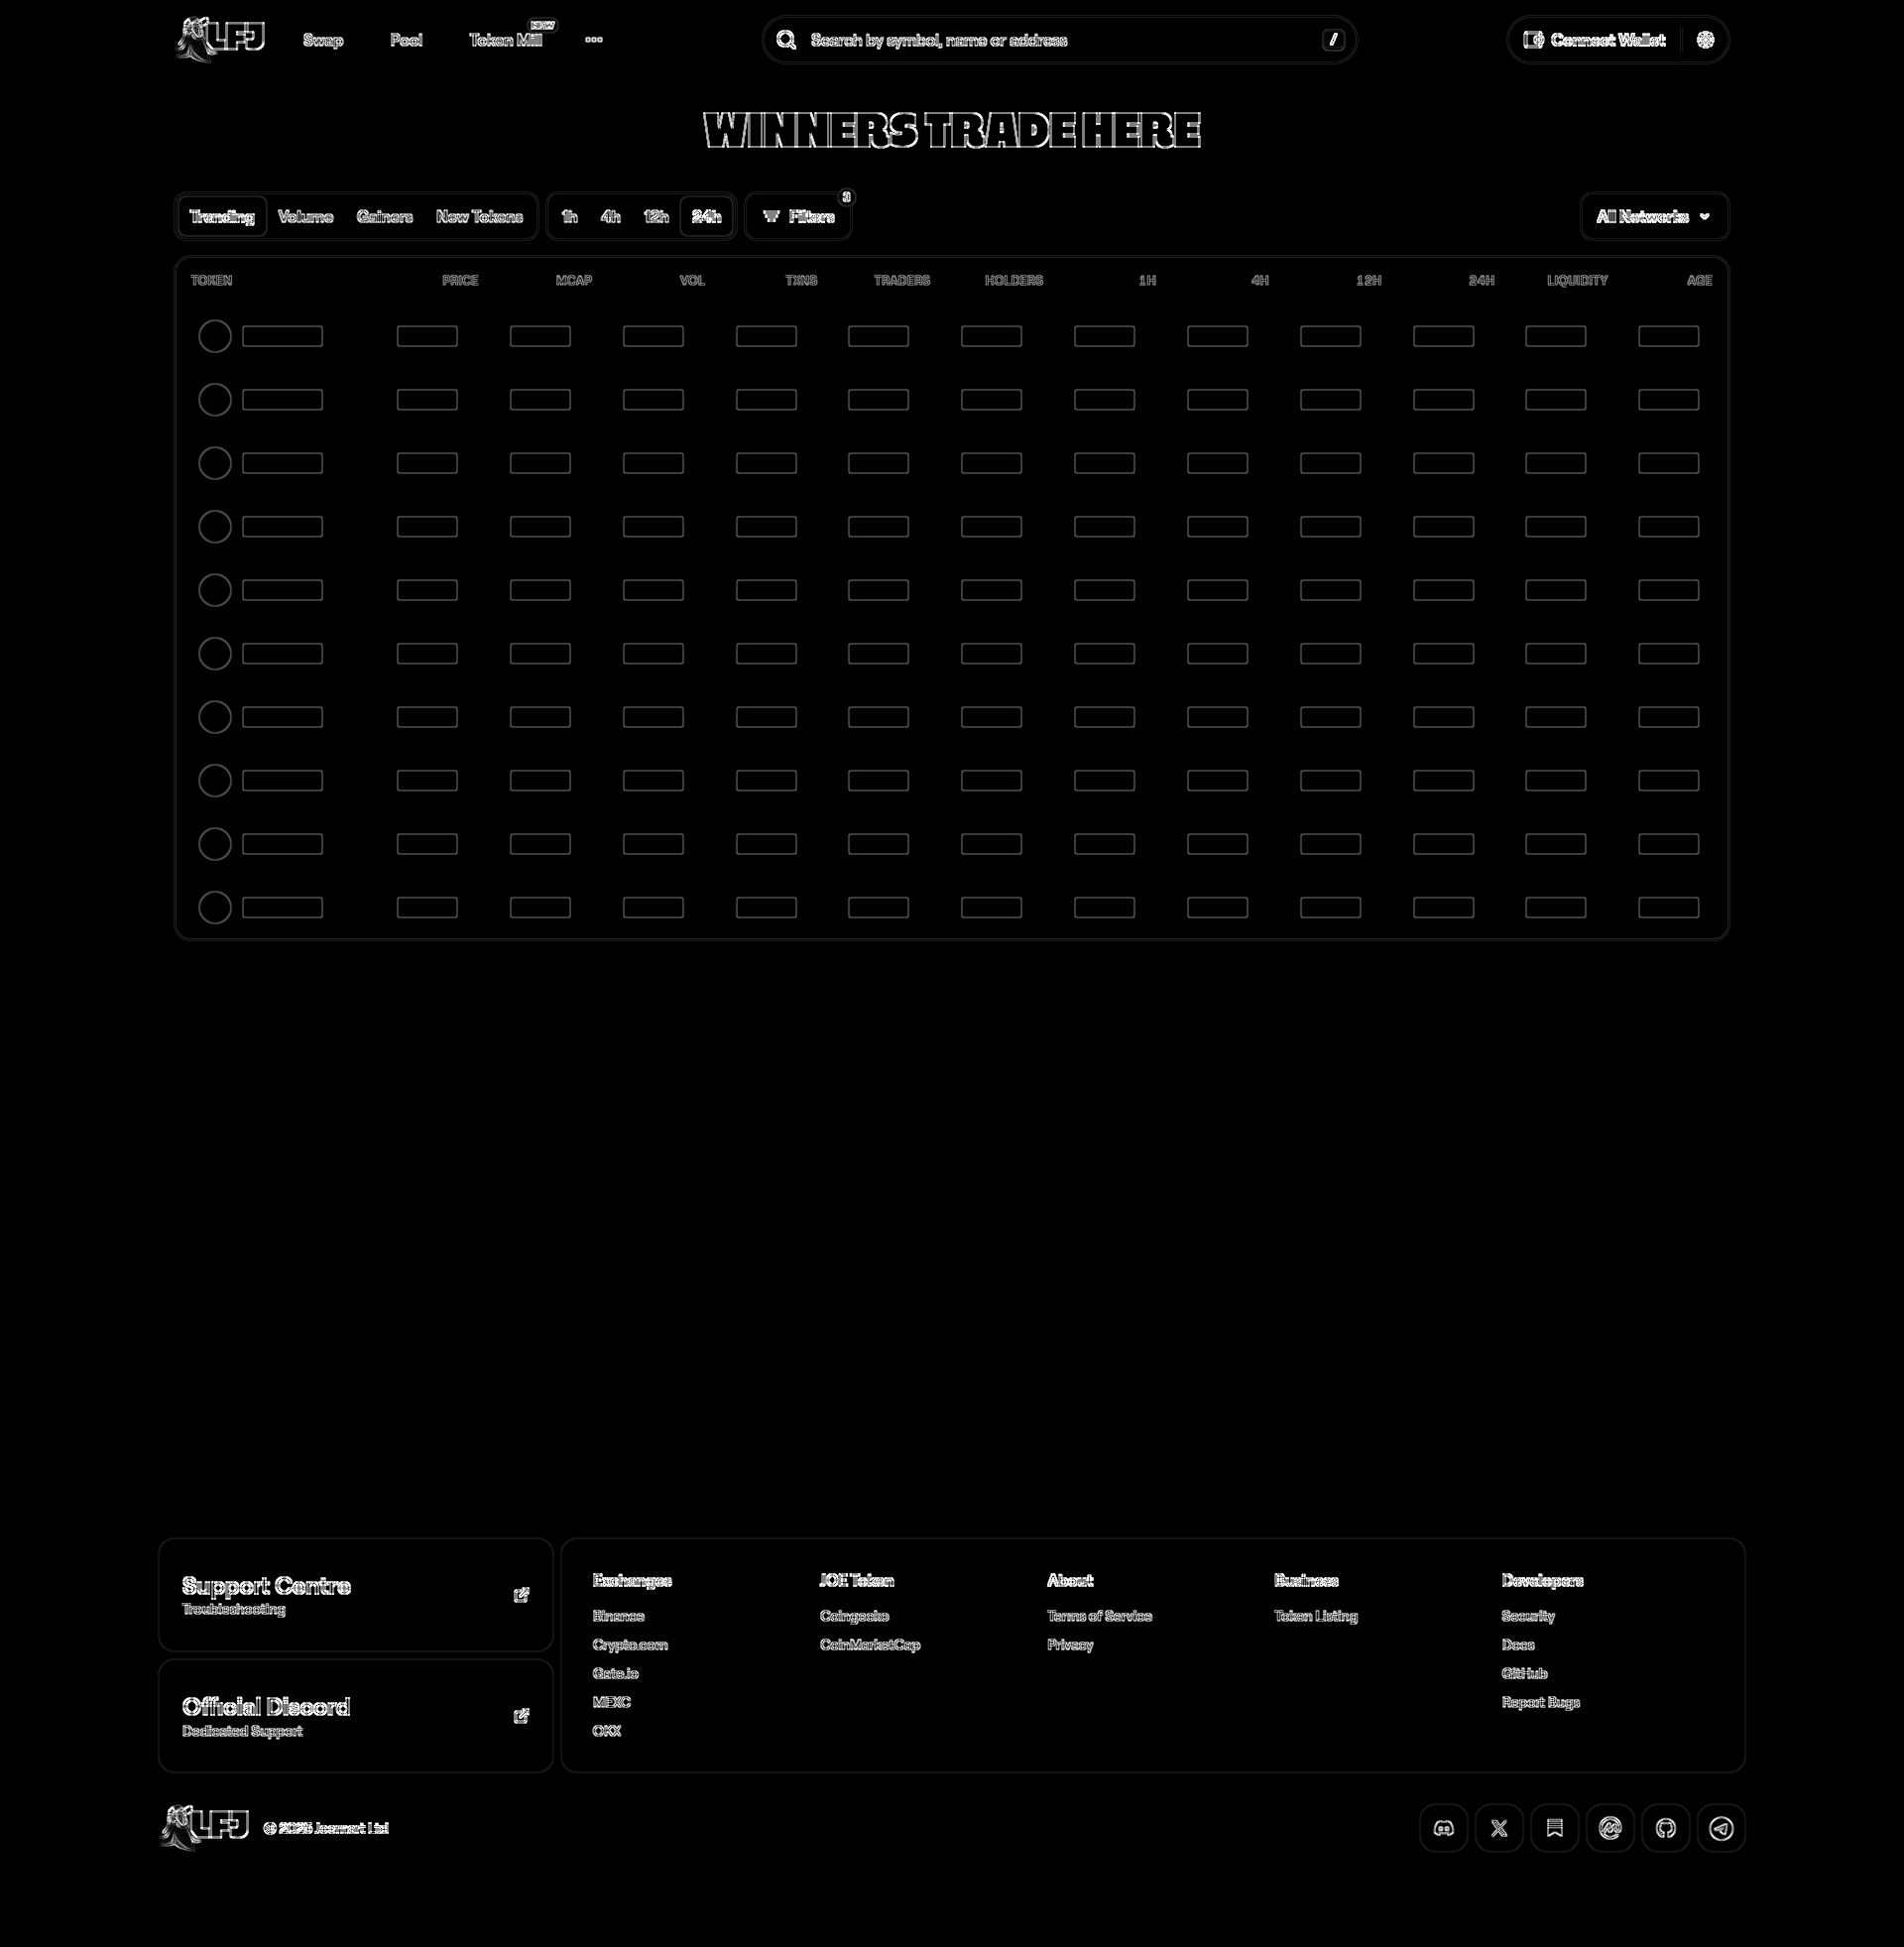 LFJ
Swap
Pool
Token Mill
NEW
Search by symbol, name or address
/
Connect Wallet
WINNERS TRADE HERE
Trending
Volume
Gainers
New Tokens
1h
4h
12h
24h
Filters
3
All Networks
TOKEN
PRICE
MCAP
VOL
TXNS
TRADERS
HOLDERS
1H
4H
12H
24H
LIQUIDITY
AGE
Support Centre
Troubleshooting
Official Discord
Dedicated Support
Exchanges
Binance
Crypto.com
Gate.io
MEXC
OKX
JOE Token
Coingecko
CoinMarketCap
About
Terms of Service
Privacy
Business
Token Listing
Developers
Security
Docs
GitHub
Report Bugs
LFJ
© 2025 Joemart Ltd